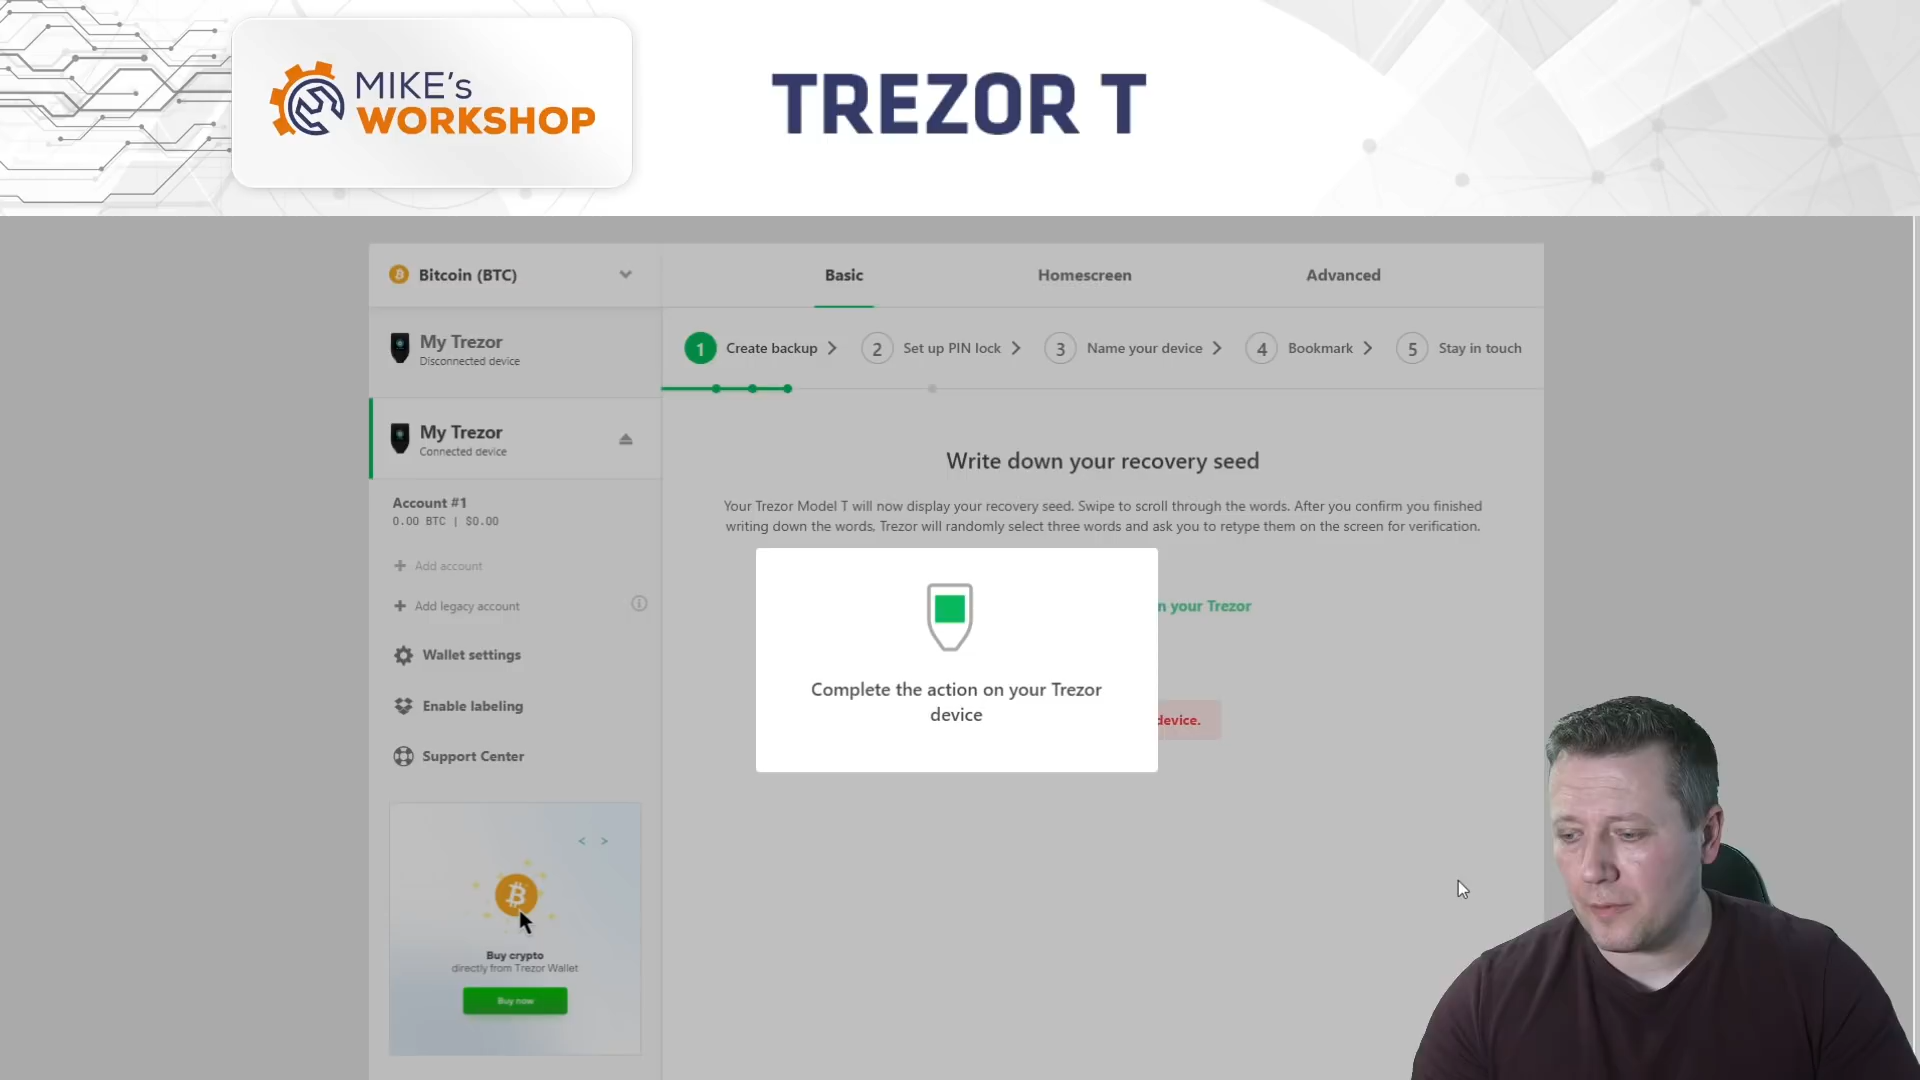 MIKE's
WORKSHOP
TREZOR T
Bitcoin (BTC)
Basic
Homescreen
Advanced
My Trezor
Disconnected device
1 Create backup
2 Set up PIN lock
3 Name your device
4 Bookmark
5 Stay in touch
My Trezor
Connected device
Account #1
0.00 BTC | $0.00
+ Add account
+ Add legacy account
Wallet settings
Enable labeling
Support Center
< >
Buy crypto
directly from Trezor Wallet
Buy now
Write down your recovery seed
Your Trezor Model T will now display your recovery seed. Swipe to scroll through the words. After you confirm you finished
writing down the words, Trezor will randomly select three words and ask you to retype them on the screen for verification.
n your Trezor
Complete the action on your Trezor
device
device.